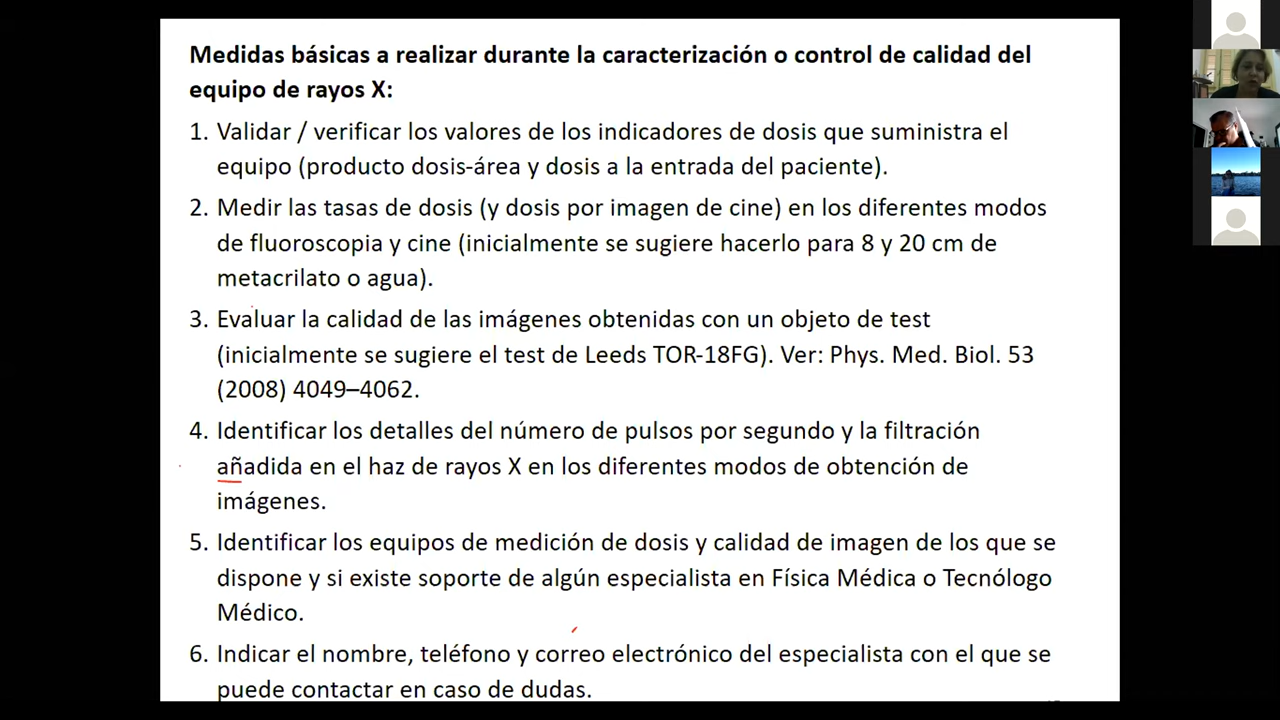 Medidas básicas a realizar durante la caracterización o control de calidad del
equipo de rayos X:
1. Validar / verificar los valores de los indicadores de dosis que suministra el
equipo (producto dosis-área y dosis a la entrada del paciente).
2. Medir las tasas de dosis (y dosis por imagen de cine) en los diferentes modos
de fluoroscopia y cine (inicialmente se sugiere hacerlo para 8 y 20 cm de
metacrilato o agua).
3. Evaluar la calidad de las imágenes obtenidas con un objeto de test
(inicialmente se sugiere el test de Leeds TOR-18FG). Ver: Phys. Med. Biol. 53
(2008) 4049–4062.
4. Identificar los detalles del número de pulsos por segundo y la filtración
añadida en el haz de rayos X en los diferentes modos de obtención de
imágenes.
5. Identificar los equipos de medición de dosis y calidad de imagen de los que se
dispone y si existe soporte de algún especialista en Física Médica o Tecnólogo
Médico.
6. Indicar el nombre, teléfono y correo electrónico del especialista con el que se
puede contactar en caso de dudas.